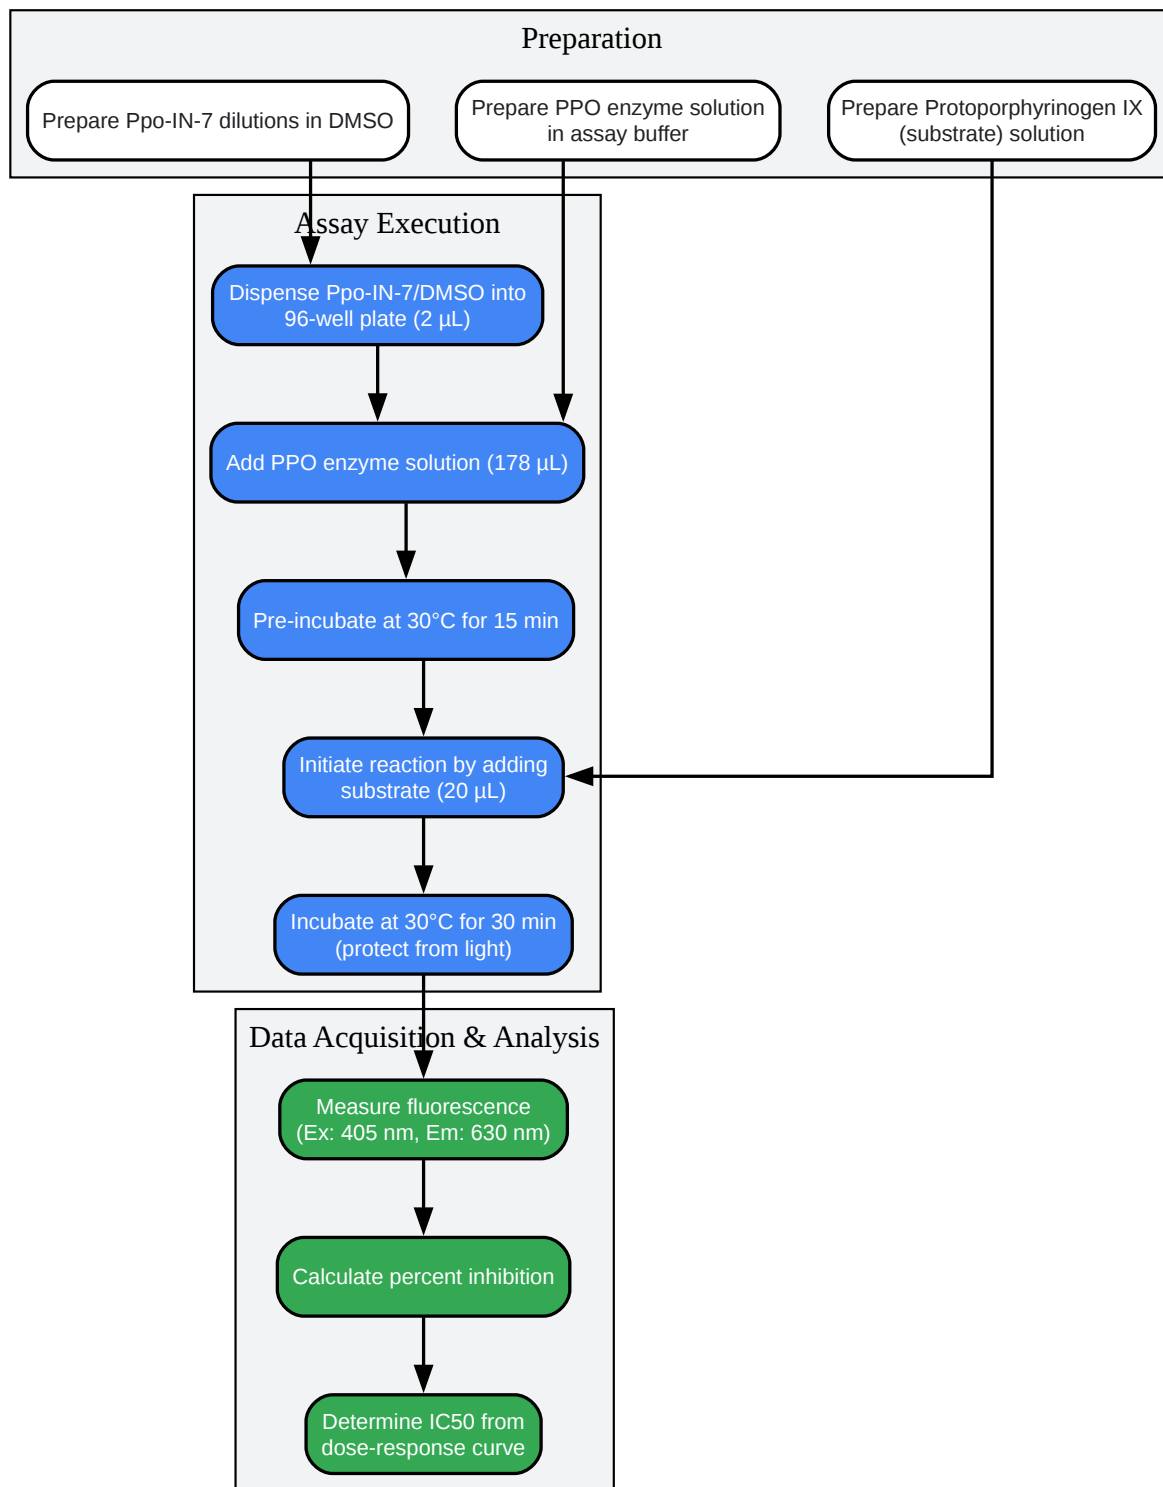 Preparation
Prepare Ppo-IN-7 dilutions in DMSO
Prepare PPO enzyme solution
in assay buffer
Prepare Protoporphyrinogen IX
(substrate) solution
Assay Execution
Dispense Ppo-IN-7/DMSO into
96-well plate (2 µL)
Add PPO enzyme solution (178 µL)
Pre-incubate at 30°C for 15 min
Initiate reaction by adding
substrate (20 µL)
Incubate at 30°C for 30 min
(protect from light)
Data Acquisition & Analysis
Measure fluorescence
(Ex: 405 nm, Em: 630 nm)
Calculate percent inhibition
Determine IC50 from
dose-response curve